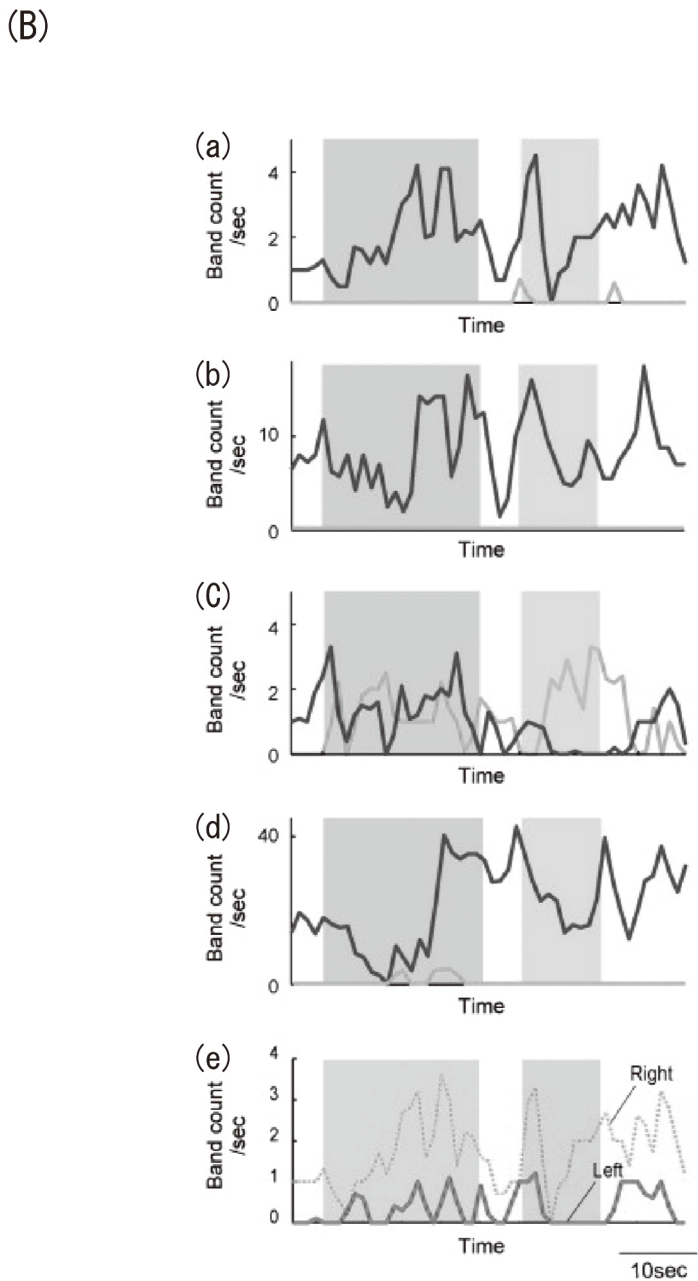 (B)
(a)
Band count
/sec
4
2
0
Time
(b)
Band count
/sec
10
0
Time
(C)
Band count
/sec
4
2
0
Time
(d)
Band count
/sec
40
0
Time
(e)
Band count
/sec
4
3
2
1
0
Right
Left
Time
10sec